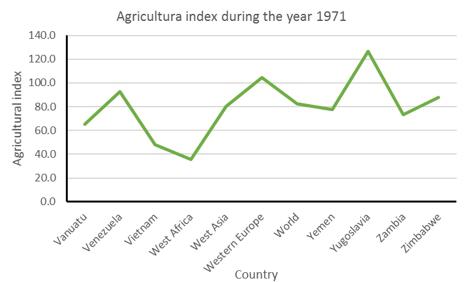 Agricultura index during the year 1971
140.0
120.0
100.0
80.0
60.0
40.0
20.0
0.0
Agricultural Index
Vanuatu
Venezuela
Vietnam
West Africa
West Asia
Western Europe
World
Yemen
Yugoslavia
Zambia
Zimbabwe
Country